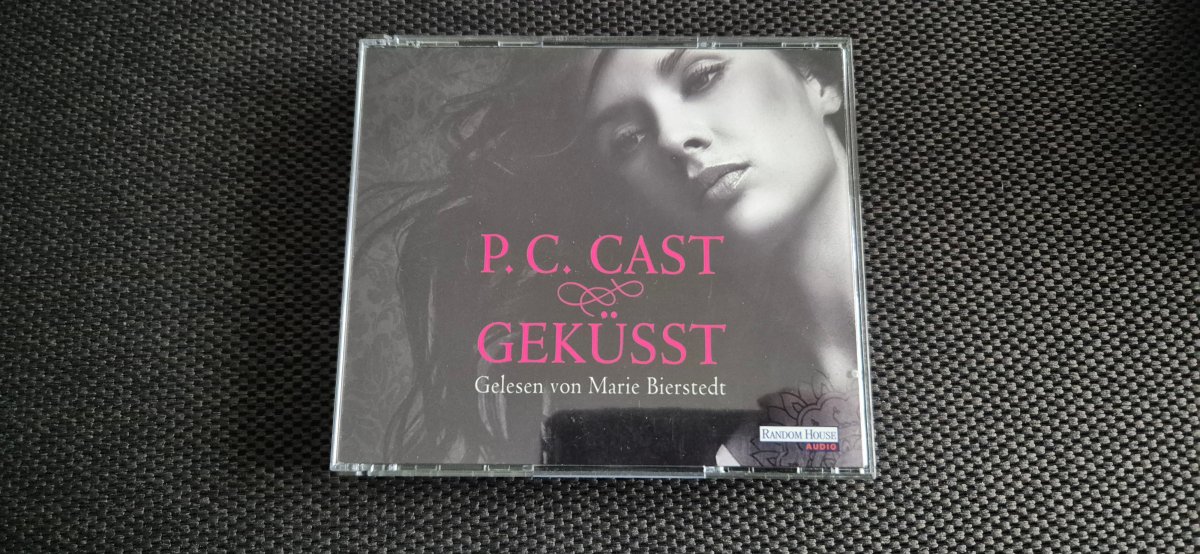 P. C. CAST
GEKÜSST
Gelesen von Marie Bierstedt
RANDOM HOUSE
AUDIO